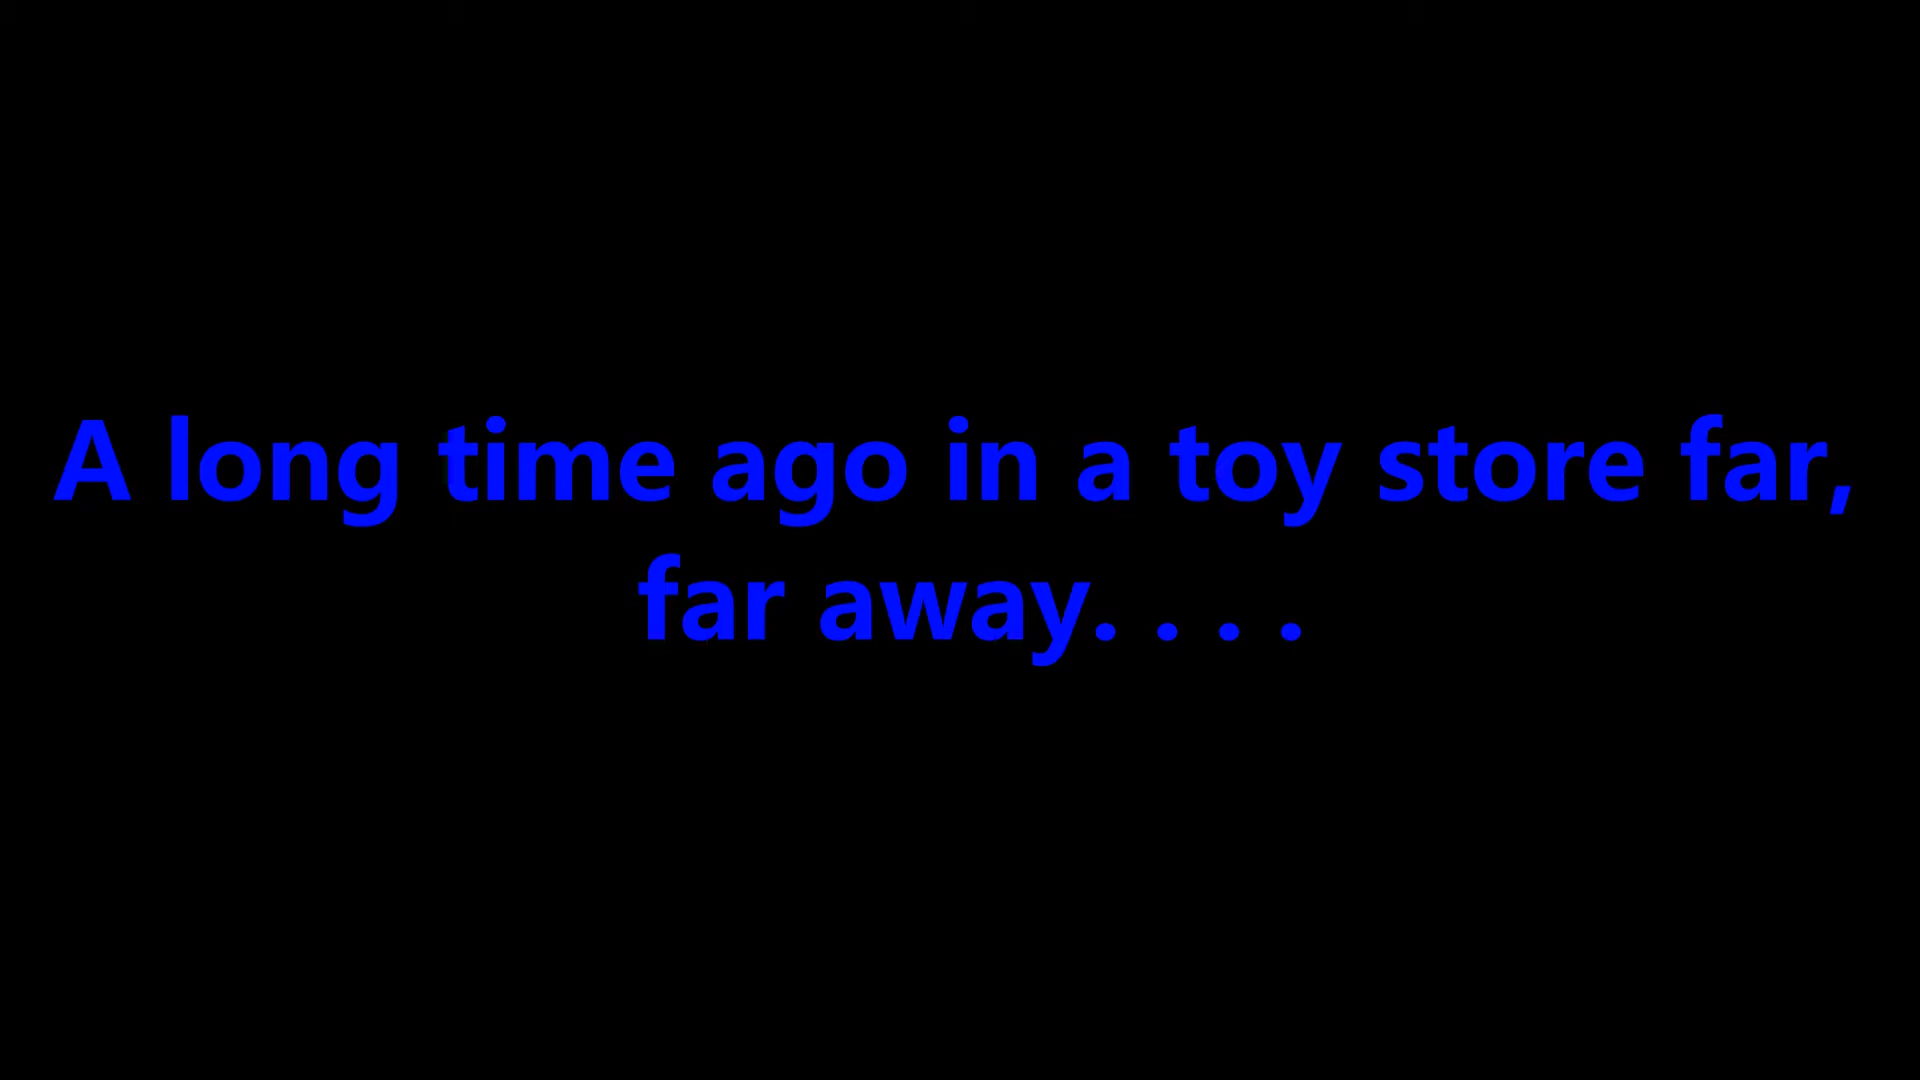 A long time ago in a toy store far,
far away. . . .